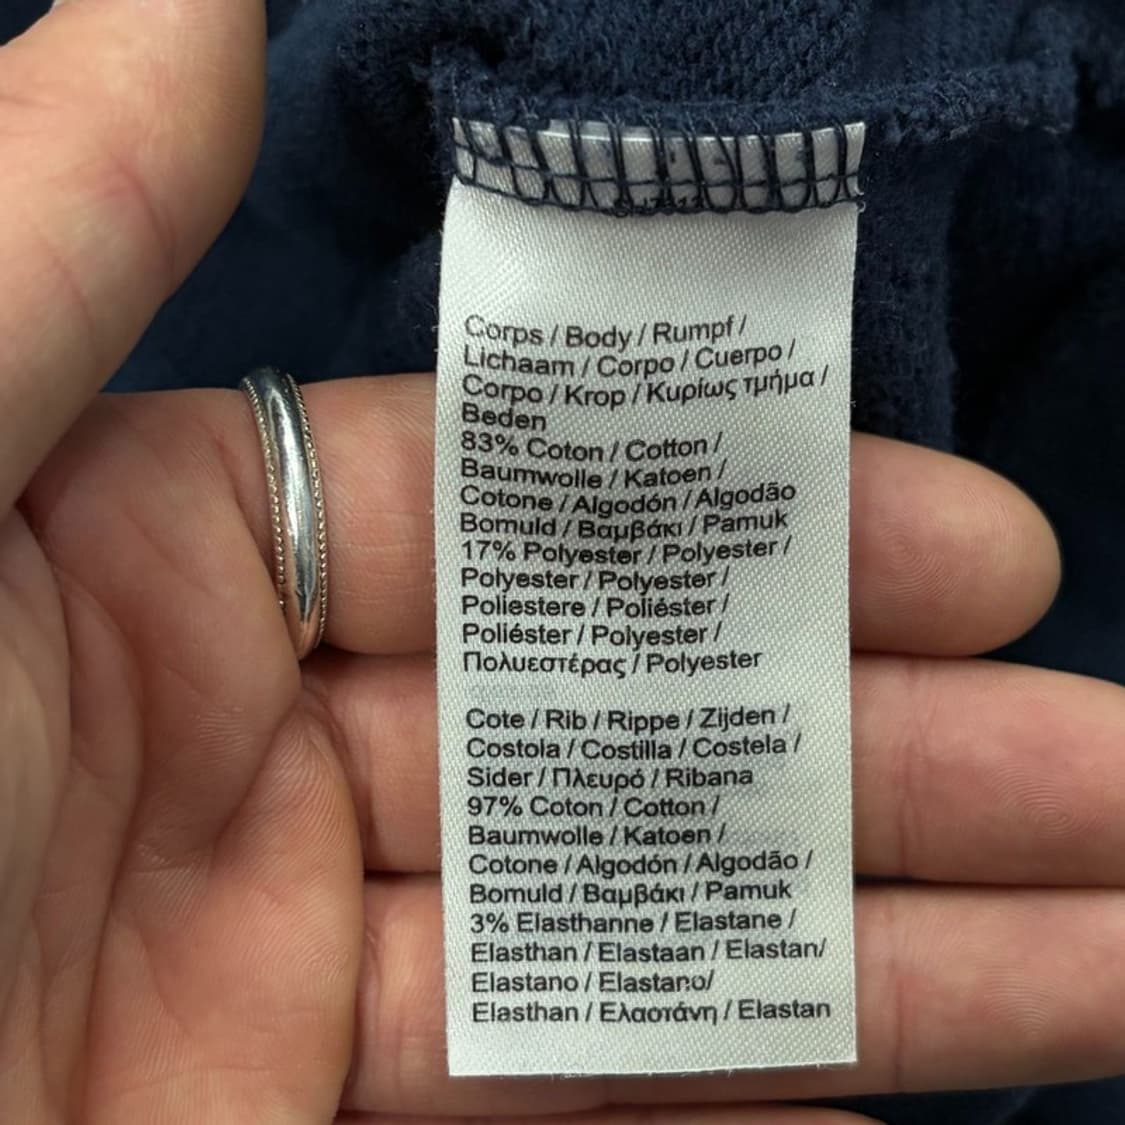 Corps / Body / Rumpf /
Lichaam / Corpo / Cuerpo /
Corpo / Krop / Κυρίως τμήμα /
Beden
83% Coton / Cotton /
Baumwolle / Katoen /
Cotone / Algodón / Algodão
Bomuld / Βαμβάκι / Pamuk
17% Polyester / Polyester /
Polyester / Polyester /
Poliestere / Poliéster /
Poliéster / Polyester /
Πολυεστέρας / Polyester
Cote / Rib / Rippe / Zijden /
Costola / Costilla / Costela /
Sider / Πλευρό / Ribana
97% Coton / Cotton /
Baumwolle / Katoen /
Cotone / Algodón / Algodão /
Bomuld / Βαμβάκι / Pamuk
3% Elasthanne / Elastane /
Elasthan / Elastaan / Elastan/
Elastano / Elastano/
Elasthan / Ελαστάνη / Elastan